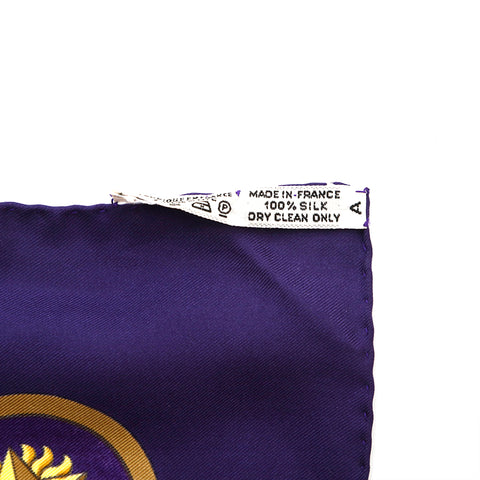 MADE IN FRANCE
100% SILK
DRY CLEAN ONLY
A
P